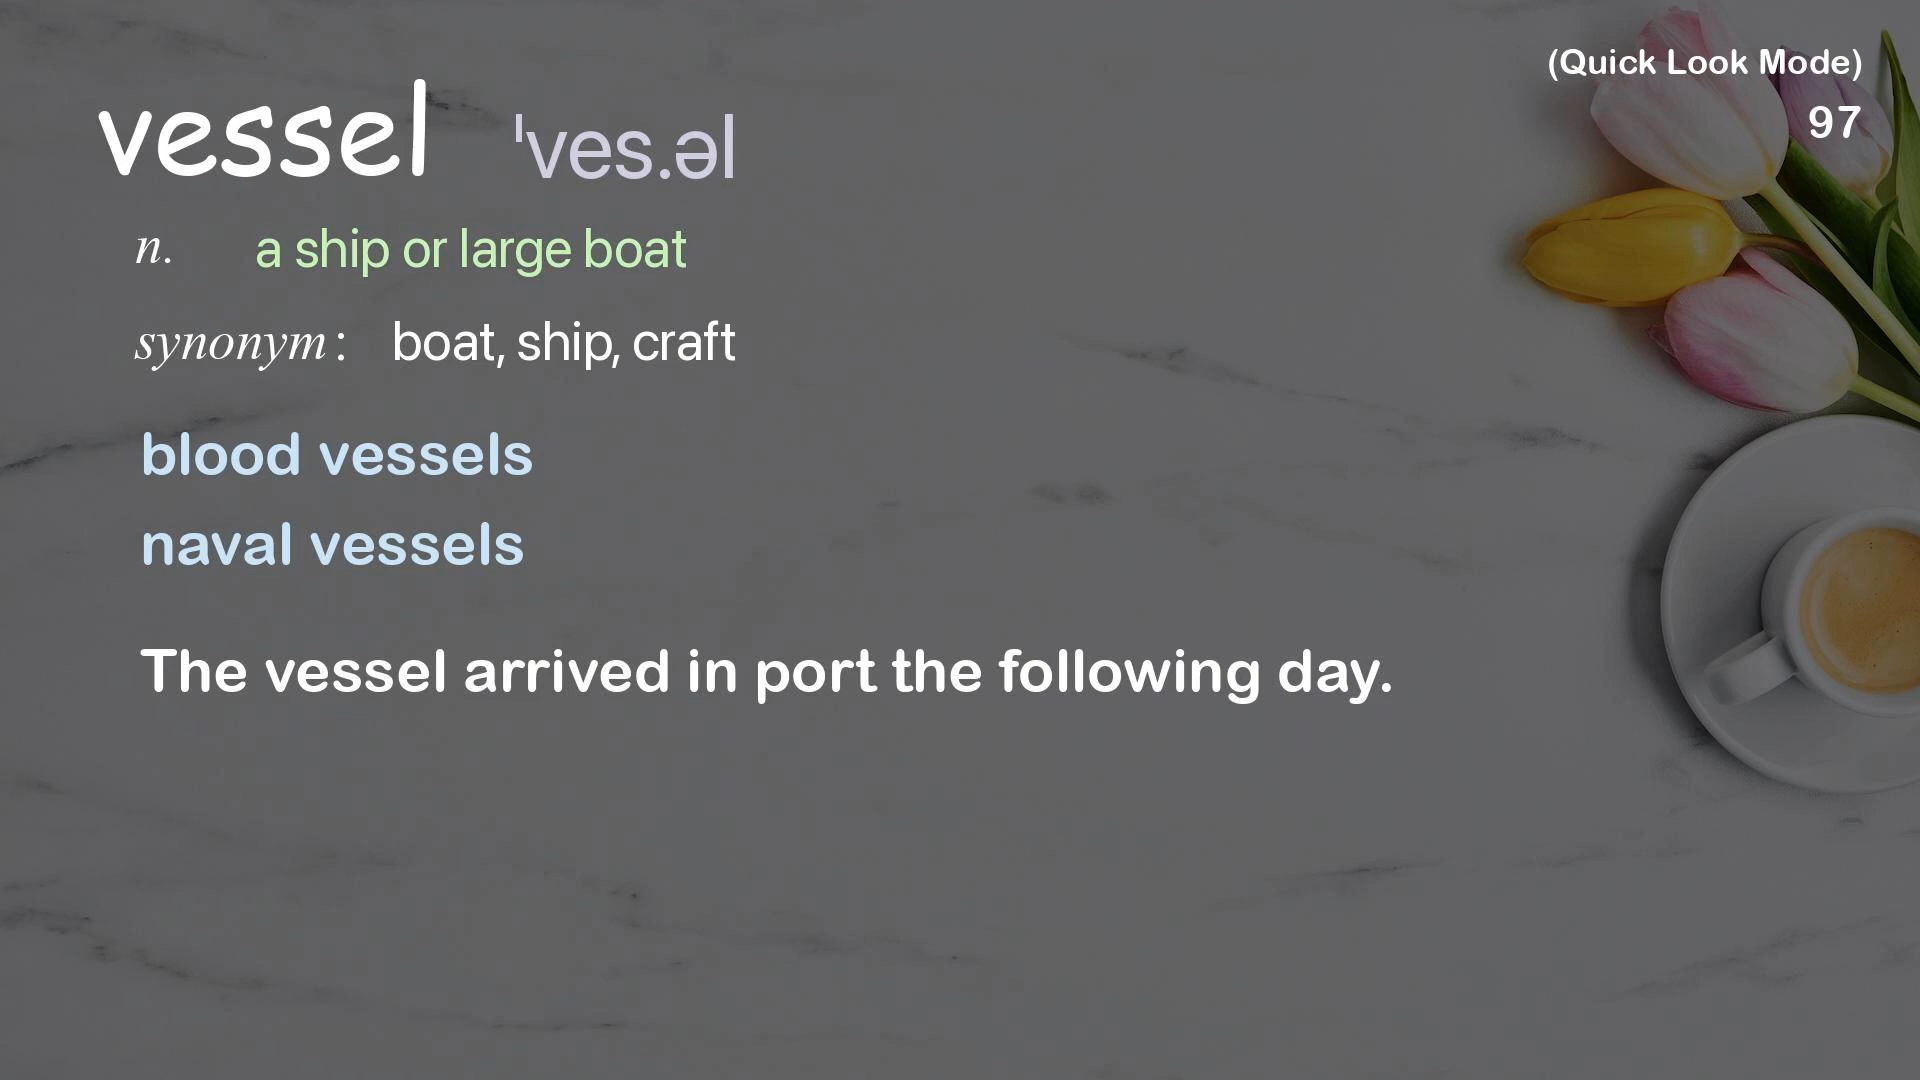 (Quick Look Mode)
97
vessel ˈves.əl
n. a ship or large boat
synonym : boat, ship, craft
blood vessels
naval vessels
The vessel arrived in port the following day.